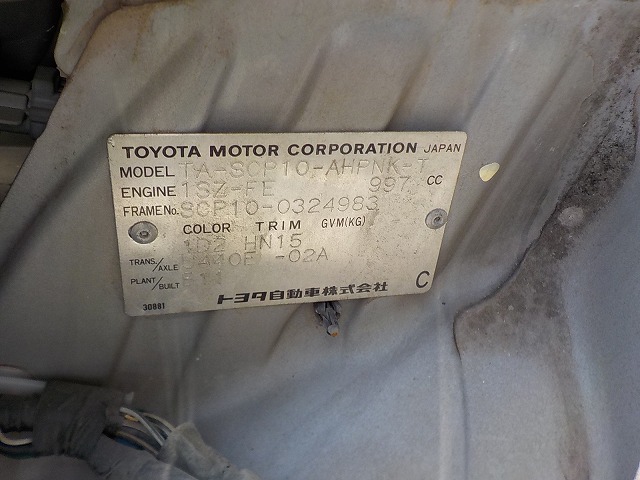 TOYOTA MOTOR CORPORATION JAPAN
MODEL TA-SCP10-AHPNK-T
ENGINE 1SZ-FE 997 CC
FRAME No. SCP10-0324983
COLOR TRIM GVM(KG)
HN15
TRANS./AXLE -02A
PLANT/BUILT
トヨタ自動車株式会社 C
30881